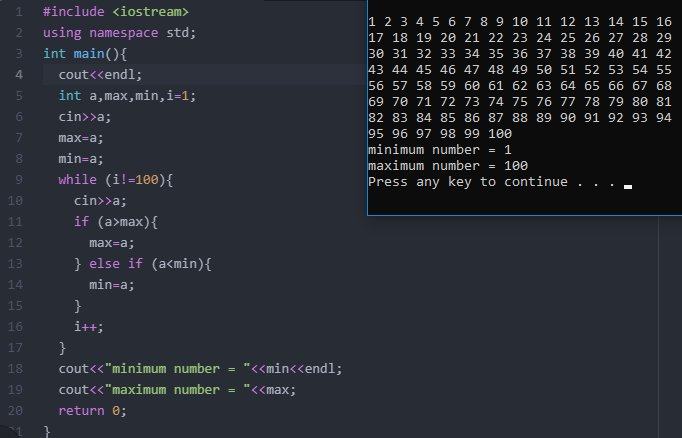 1 #include <iostream>
2 using namespace std;
3 int main(){
4   cout<<endl;
5   int a,max,min,i=1;
6   cin>>a;
7   max=a;
8   min=a;
9   while (i!=100){
10     cin>>a;
11     if (a>max){
12       max=a;
13     } else if (a<min){
14       min=a;
15     }
16     i++;
17   }
18   cout<<"minimum number = "<<min<<endl;
19   cout<<"maximum number = "<<max;
20   return 0;
21 }
1 2 3 4 5 6 7 8 9 10 11 12 13 14 15 16
17 18 19 20 21 22 23 24 25 26 27 28 29
30 31 32 33 34 35 36 37 38 39 40 41 42
43 44 45 46 47 48 49 50 51 52 53 54 55
56 57 58 59 60 61 62 63 64 65 66 67 68
69 70 71 72 73 74 75 76 77 78 79 80 81
82 83 84 85 86 87 88 89 90 91 92 93 94
95 96 97 98 99 100
minimum number = 1
maximum number = 100
Press any key to continue . . .